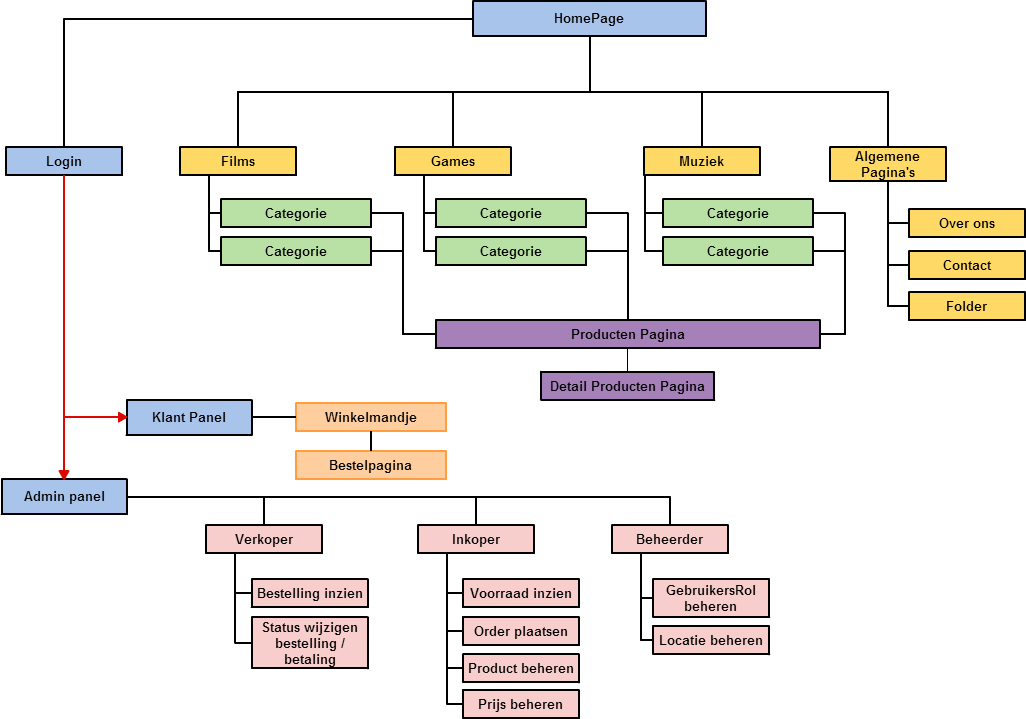 HomePage
Login
Films
Games
Muziek
Algemene
Pagina's
Categorie
Categorie
Categorie
Categorie
Categorie
Categorie
Over ons
Contact
Folder
Producten Pagina
Detail Producten Pagina
Klant Panel
Winkelmandje
Bestelpagina
Admin panel
Verkoper
Inkoper
Beheerder
Bestelling inzien
Status wijzigen
bestelling /
betaling
Voorraad inzien
Order plaatsen
Product beheren
Prijs beheren
GebruikersRol
beheren
Locatie beheren